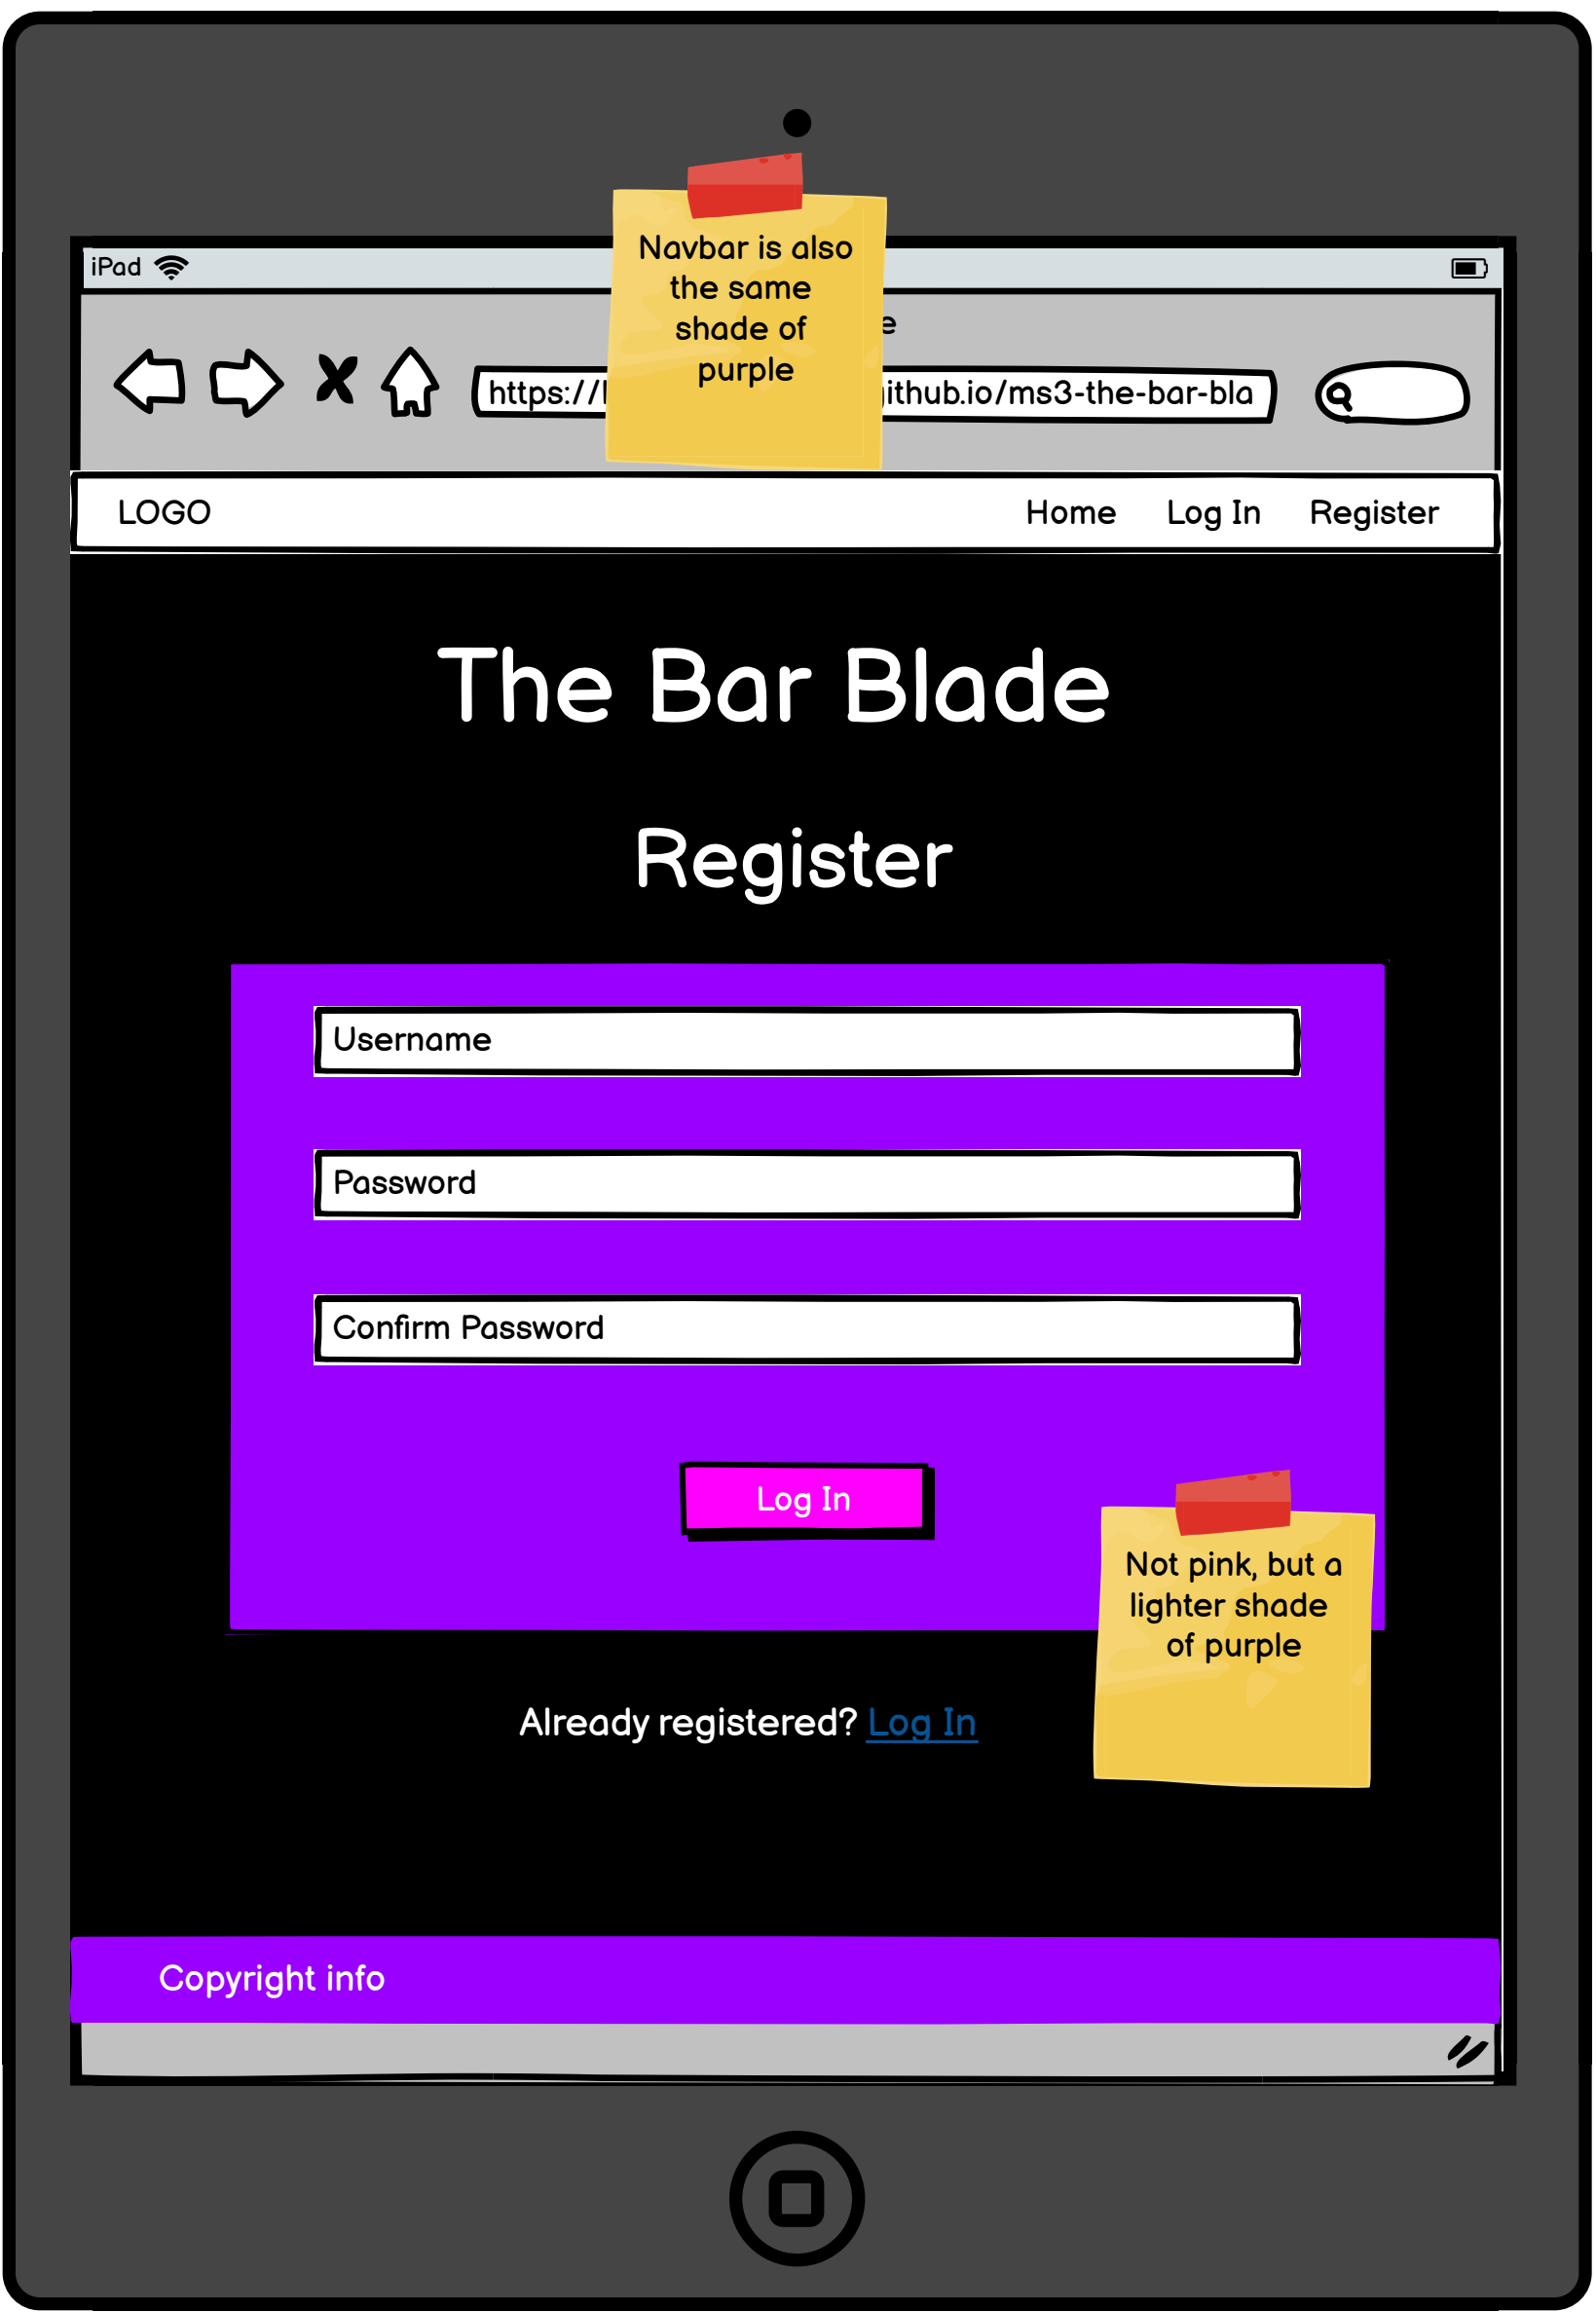 Navbar is also
the same
shade of
purple
iPad
https:// ithub.io/ms3-the-bar-bla
LOGO Home Log In Register
The Bar Blade
Register
Username
Password
Confirm Password
Log In
Not pink, but a
lighter shade
of purple
Already registered? Log In
Copyright info